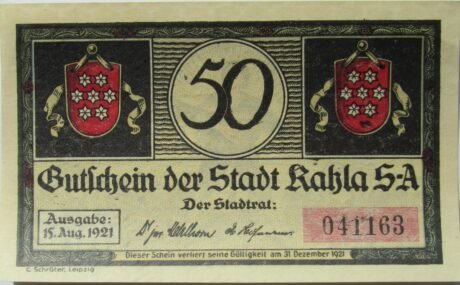 50
Gutschein der Stadt Kahla S-A
Der Stadtrat:
Ausgabe:
15. Aug. 1921
041163
Dieser Schein verliert seine Gültigkeit am 31 Dezember 1921
C. Schröter, Leipzig